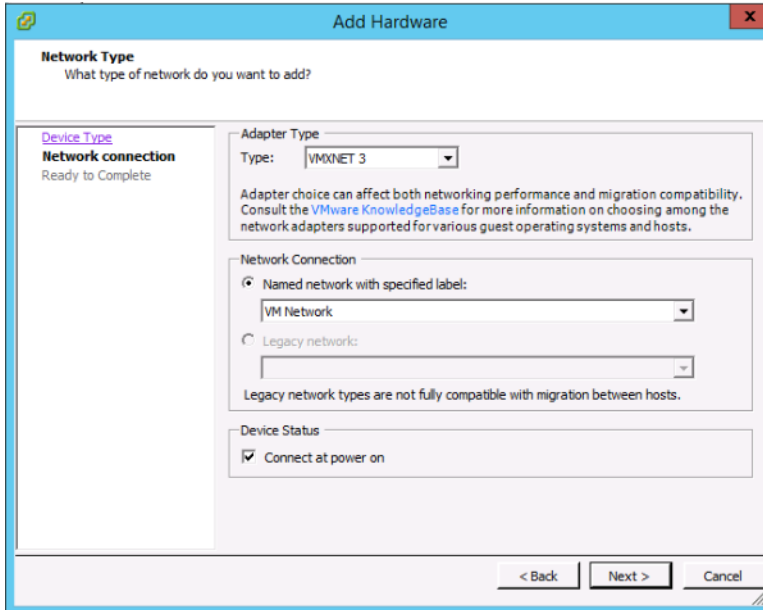 Add Hardware
x
Network Type
What type of network do you want to add?
Device Type
Network connection
Ready to Complete
Adapter Type
Type: VMXNET 3
Adapter choice can affect both networking performance and migration compatibility.
Consult the VMware KnowledgeBase for more information on choosing among the
network adapters supported for various guest operating systems and hosts.
Network Connection
Named network with specified label:
VM Network
Legacy network:
Legacy network types are not fully compatible with migration between hosts.
Device Status
Connect at power on
< Back Next > Cancel